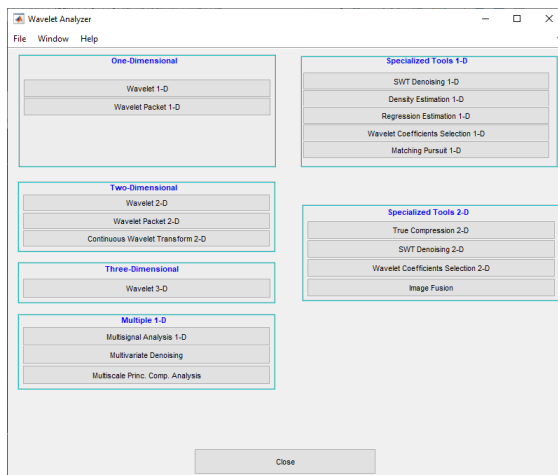 Wavelet Analyzer
File Window Help
One-Dimensional
Wavelet 1-D
Wavelet Packet 1-D
Two-Dimensional
Wavelet 2-D
Wavelet Packet 2-D
Continuous Wavelet Transform 2-D
Three-Dimensional
Wavelet 3-D
Multiple 1-D
Multisignal Analysis 1-D
Multivariate Denoising
Multiscale Princ. Comp. Analysis
Specialized Tools 1-D
SWT Denoising 1-D
Density Estimation 1-D
Regression Estimation 1-D
Wavelet Coefficients Selection 1-D
Matching Pursuit 1-D
Specialized Tools 2-D
True Compression 2-D
SWT Denoising 2-D
Wavelet Coefficients Selection 2-D
Image Fusion
Close